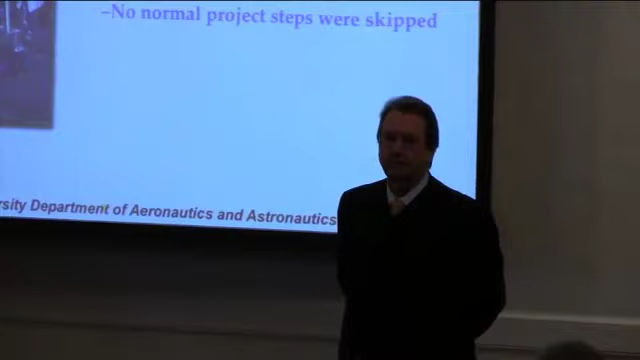 –No normal project steps were skipped
rsity Department of Aeronautics and Astronautics